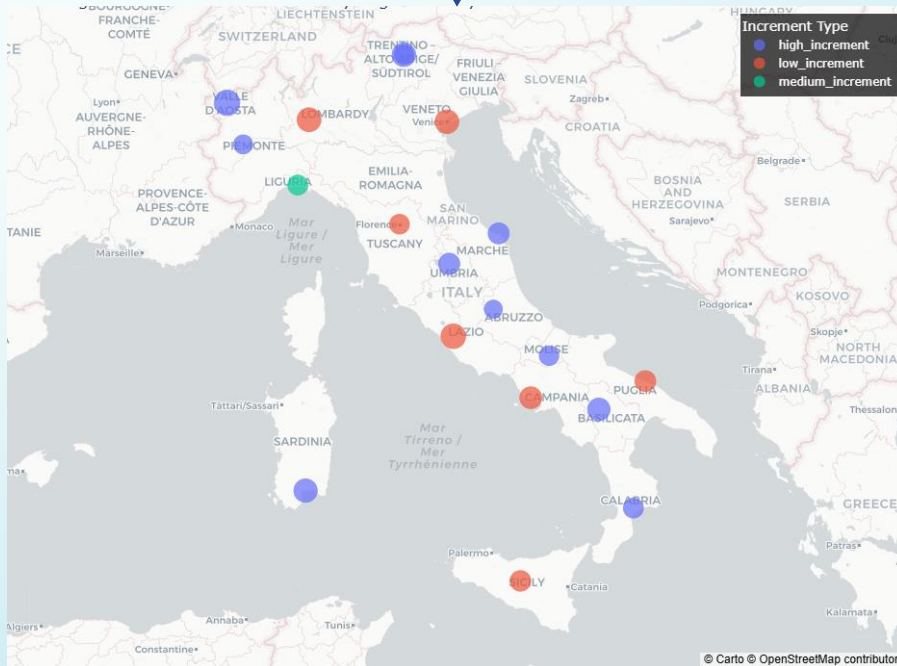 BOURGOGNE-
FRANCHE-
COMTÉ
LIECHTENSTEIN
SWITZERLAND
HUNGARY
Increment Type
high_increment
low_increment
medium_increment
TRENTINO –
ALTO ADIGE/
SÜDTIROL
FRIULI
VENEZIA
GIULIA
SLOVENIA
Zagreb
CROATIA
GENEVA
Lyon
AUVERGNE-
RHÔNE-
ALPES
VALLE
D'AOSTA
LOMBARDY
VENETO
Venice
PIEMONTE
EMILIA-
ROMAGNA
LIGURIA
Belgrade
BOSNIA
AND
HERZEGOVINA
SERBIA
Sarajevo
PROVENCE-
ALPES-CÔTE
D'AZUR
TANIE
Monaco
Marseille
Mar
Ligure /
Mer
Ligure
Florence
TUSCANY
SAN
MARINO
MARCHE
UMBRIA
ITALY
MONTENEGRO
KOSOVO
Podgorica
Skopje
NORTH
MACEDONIA
ABRUZZO
LAZIO
MOLISE
Tirana
ALBANIA
PUGLIA
CAMPANIA
BASILICATA
Thessalon
Tàttari/Sassari
SARDINIA
Mar
Tirreno /
Mer
Tyrrhénienne
CALABRIA
GREECE
Palermo
SICILY
Catania
Patras
Kalamata
Algiers
Annaba
Constantine
Tunis
© Carto © OpenStreetMap contributor